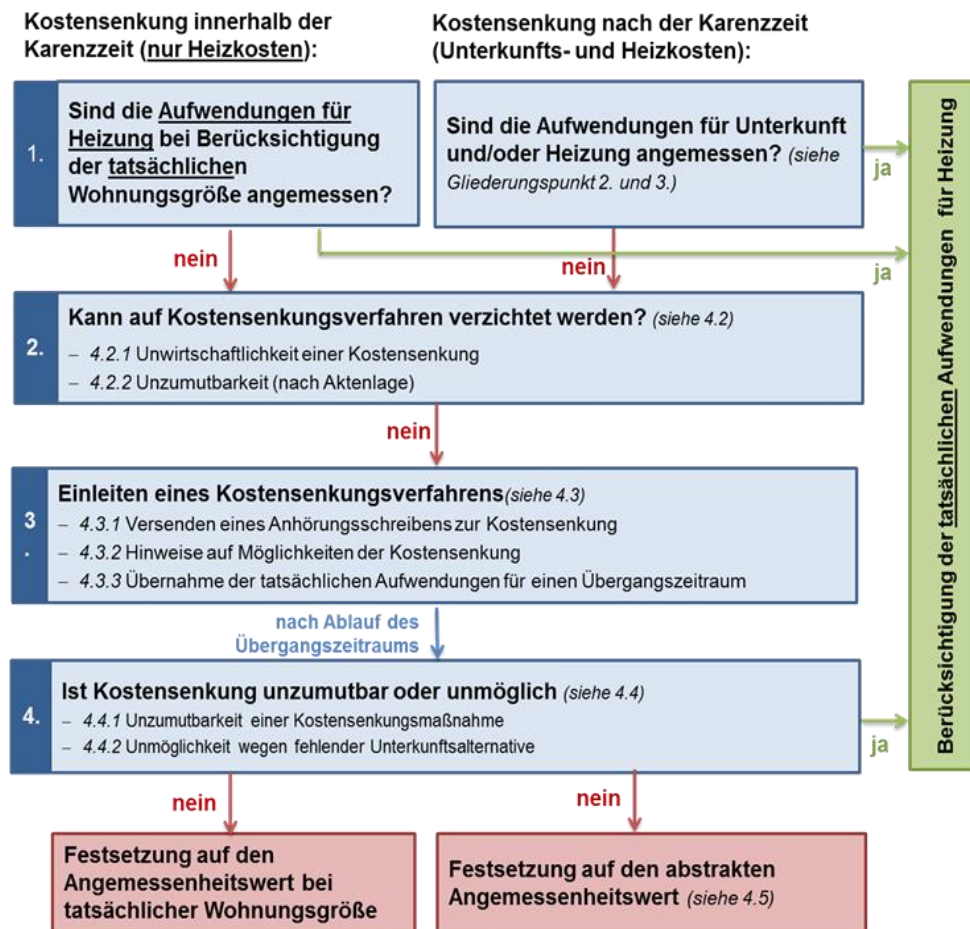 Kostensenkung innerhalb der
Karenzzeit (nur Heizkosten):
Kostensenkung nach der Karenzzeit
(Unterkunfts- und Heizkosten):
1.
Sind die Aufwendungen für
Heizung bei Berücksichtigung
der tatsächlichen
Wohnungsgröße angemessen?
Sind die Aufwendungen für Unterkunft
und/oder Heizung angemessen? (siehe
Gliederungspunkt 2. und 3.)
ja
nein
nein
ja
2.
Kann auf Kostensenkungsverfahren verzichtet werden? (siehe 4.2)
– 4.2.1 Unwirtschaftlichkeit einer Kostensenkung
– 4.2.2 Unzumutbarkeit (nach Aktenlage)
nein
3
.
Einleiten eines Kostensenkungsverfahrens(siehe 4.3)
– 4.3.1 Versenden eines Anhörungsschreibens zur Kostensenkung
– 4.3.2 Hinweise auf Möglichkeiten der Kostensenkung
– 4.3.3 Übernahme der tatsächlichen Aufwendungen für einen Übergangszeitraum
nach Ablauf des
Übergangszeitraums
4.
Ist Kostensenkung unzumutbar oder unmöglich (siehe 4.4)
– 4.4.1 Unzumutbarkeit einer Kostensenkungsmaßnahme
– 4.4.2 Unmöglichkeit wegen fehlender Unterkunftsalternative
ja
nein
nein
Festsetzung auf den
Angemessenheitswert bei
tatsächlicher Wohnungsgröße
Festsetzung auf den abstrakten
Angemessenheitswert (siehe 4.5)
Berücksichtigung der tatsächlichen Aufwendungen für Heizung